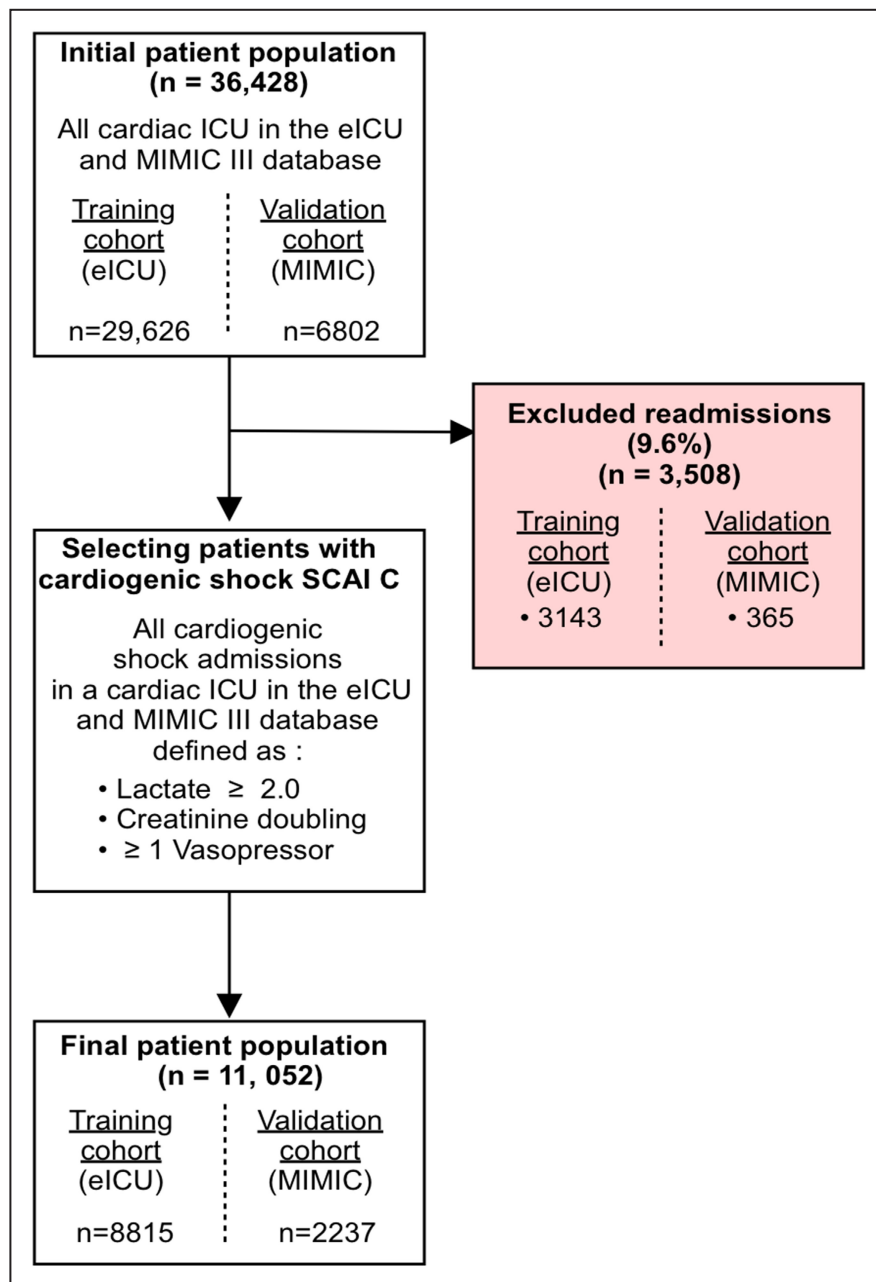 Initial patient population
(n = 36,428)
All cardiac ICU in the eICU
and MIMIC III database
Training
cohort
(eICU)
n=29,626
Validation
cohort
(MIMIC)
n=6802
Excluded readmissions
(9.6%)
(n = 3,508)
Training
cohort
(eICU)
• 3143
Validation
cohort
(MIMIC)
• 365
Selecting patients with
cardiogenic shock SCAI C
All cardiogenic
shock admissions
in a cardiac ICU in the eICU
and MIMIC III database
defined as :
• Lactate ≥ 2.0
• Creatinine doubling
• ≥ 1 Vasopressor
Final patient population
(n = 11, 052)
Training
cohort
(eICU)
n=8815
Validation
cohort
(MIMIC)
n=2237